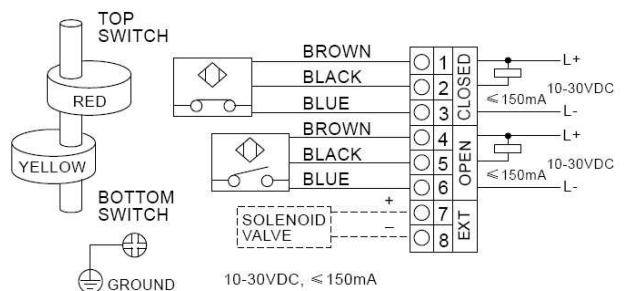 TOP
SWITCH
RED
YELLOW
BOTTOM
SWITCH
GROUND
BROWN
BLACK
BLUE
BROWN
BLACK
BLUE
SOLENOID
VALVE
+
−
1
2
3
4
5
6
7
8
CLOSED
OPEN
EXT
L+
10-30VDC
≤150mA
L-
L+
10-30VDC
≤150mA
L-
10-30VDC, ≤150mA